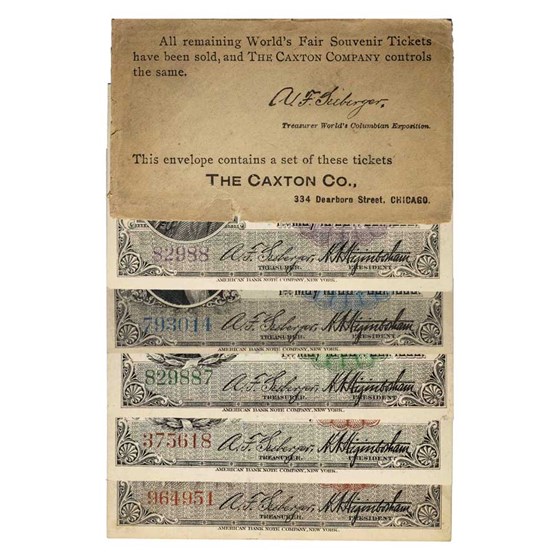 All remaining World's Fair Souvenir Tickets
have been sold, and THE CAXTON COMPANY controls
the same.
A. F. Seeberger,
Treasurer World's Columbian Exposition.
This envelope contains a set of these tickets
THE CAXTON CO.,
334 Dearborn Street, CHICAGO.
82988 A. F. Seeberger H. N. Higinbotham
TREASURER. PRESIDENT
AMERICAN BANK NOTE COMPANY, NEW YORK.
793014 A. F. Seeberger H. N. Higinbotham
TREASURER. PRESIDENT
AMERICAN BANK NOTE COMPANY, NEW YORK.
829887 A. F. Seeberger H. N. Higinbotham
TREASURER. PRESIDENT
AMERICAN BANK NOTE COMPANY, NEW YORK.
375618 A. F. Seeberger H. N. Higinbotham
TREASURER. PRESIDENT
AMERICAN BANK NOTE COMPANY, NEW YORK.
964951 A. F. Seeberger H. N. Higinbotham
TREASURER. PRESIDENT
AMERICAN BANK NOTE COMPANY, NEW YORK.